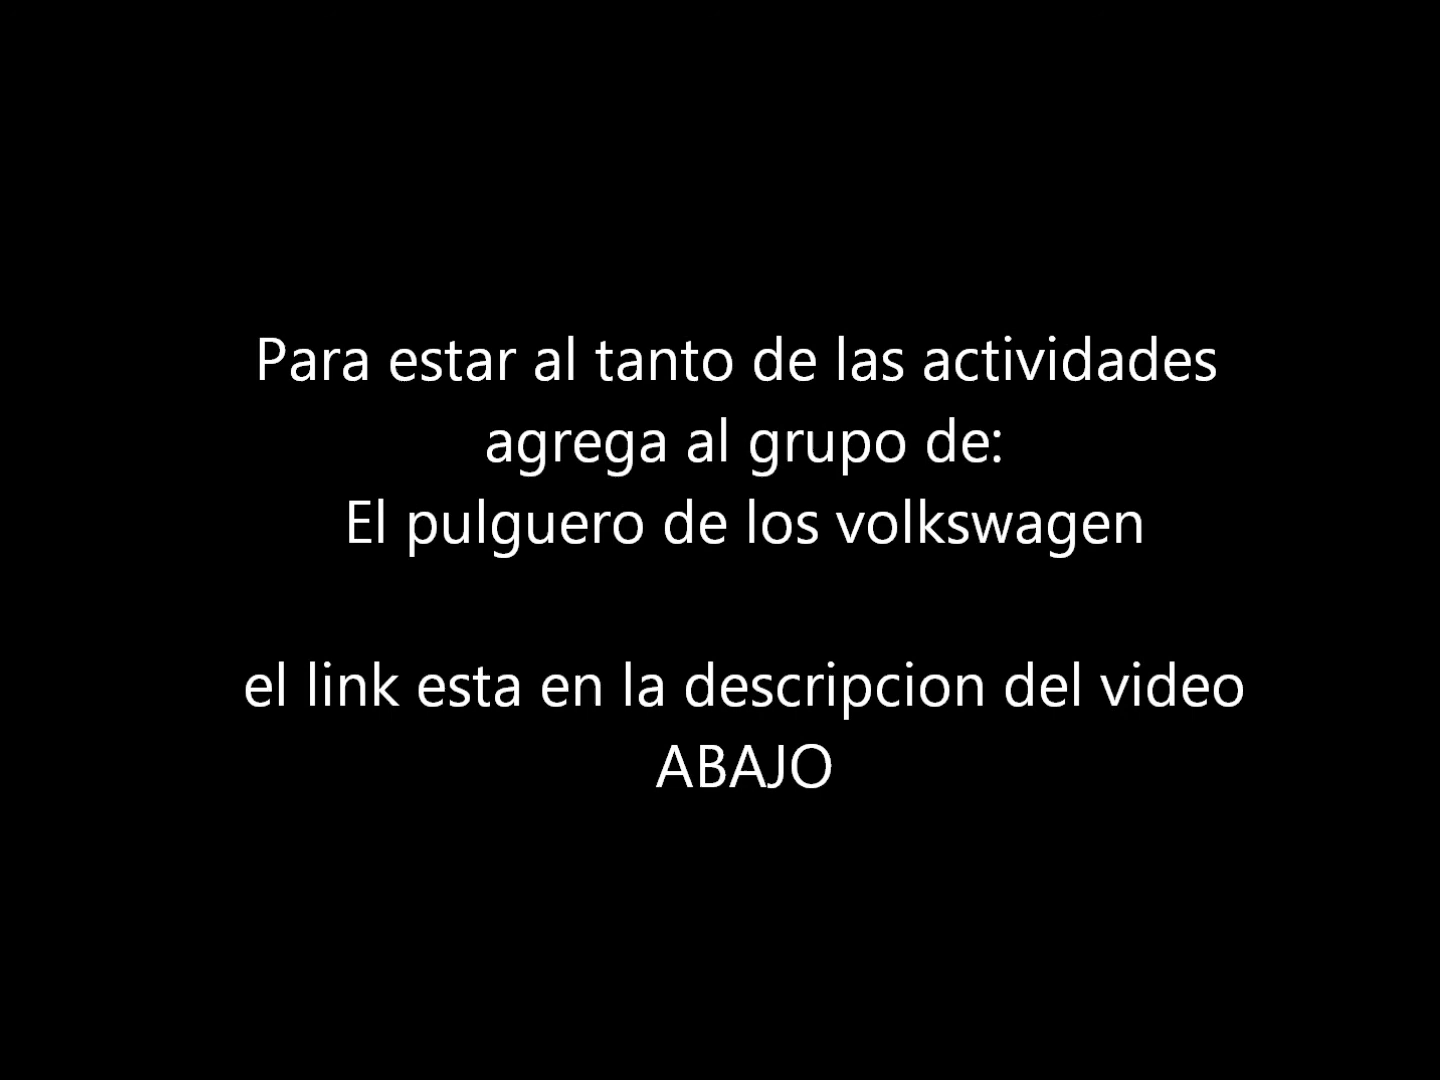 Para estar al tanto de las actividades
agrega al grupo de:
El pulguero de los volkswagen
el link esta en la descripcion del video
ABAJO